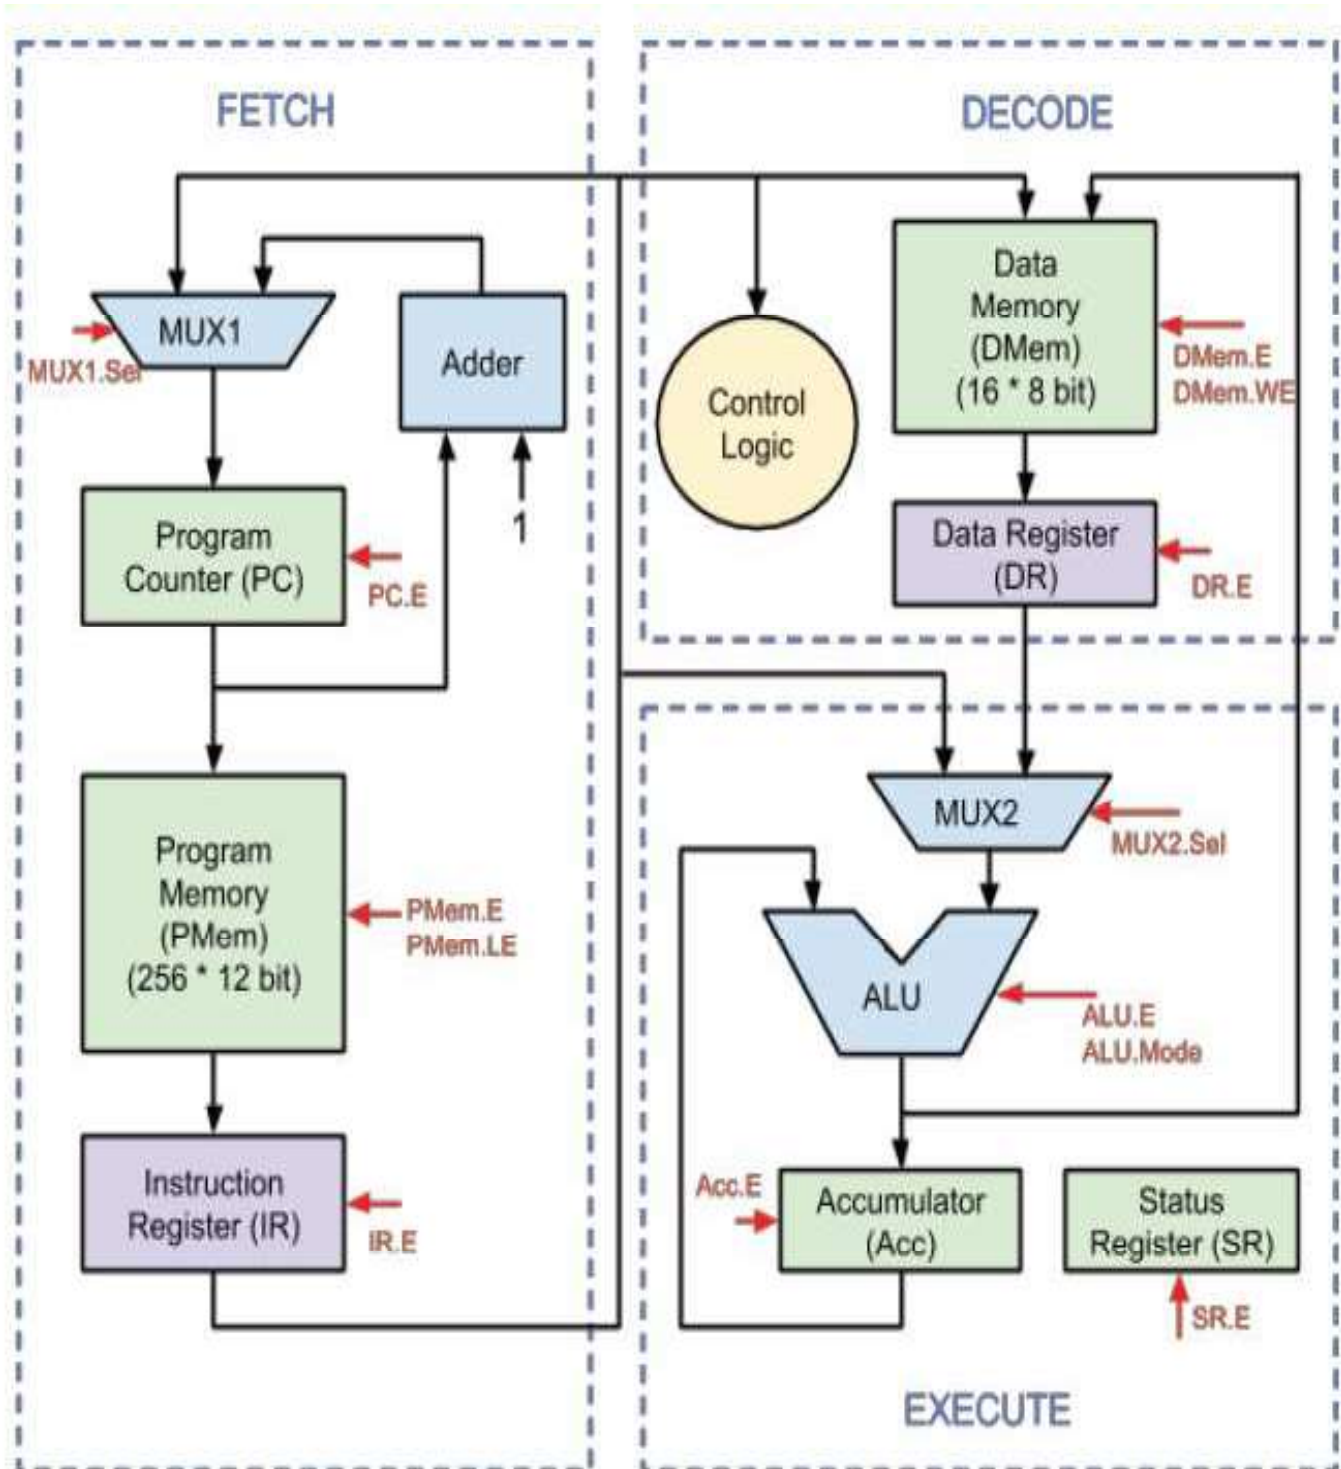 FETCH
MUX1
MUX1.Sel
Adder
1
Program
Counter (PC)
PC.E
Program
Memory
(PMem)
(256 * 12 bit)
PMem.E
PMem.LE
Instruction
Register (IR)
IR.E
DECODE
Control
Logic
Data
Memory
(DMem)
(16 * 8 bit)
DMem.E
DMem.WE
Data Register
(DR)
DR.E
MUX2
MUX2.Sel
ALU
ALU.E
ALU.Mode
Acc.E
Accumulator
(Acc)
Status
Register (SR)
SR.E
EXECUTE